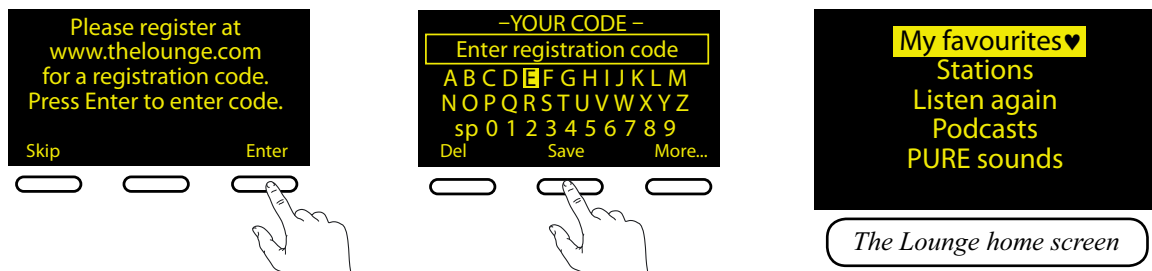 Please register at
www.thelounge.com
for a registration code.
Press Enter to enter code.
Skip Enter
–YOUR CODE –
Enter registration code
A B C D E F G H I J K L M
N O P Q R S T U V W X Y Z
sp 0 1 2 3 4 5 6 7 8 9
Del Save More...
My favourites♥
Stations
Listen again
Podcasts
PURE sounds
The Lounge home screen